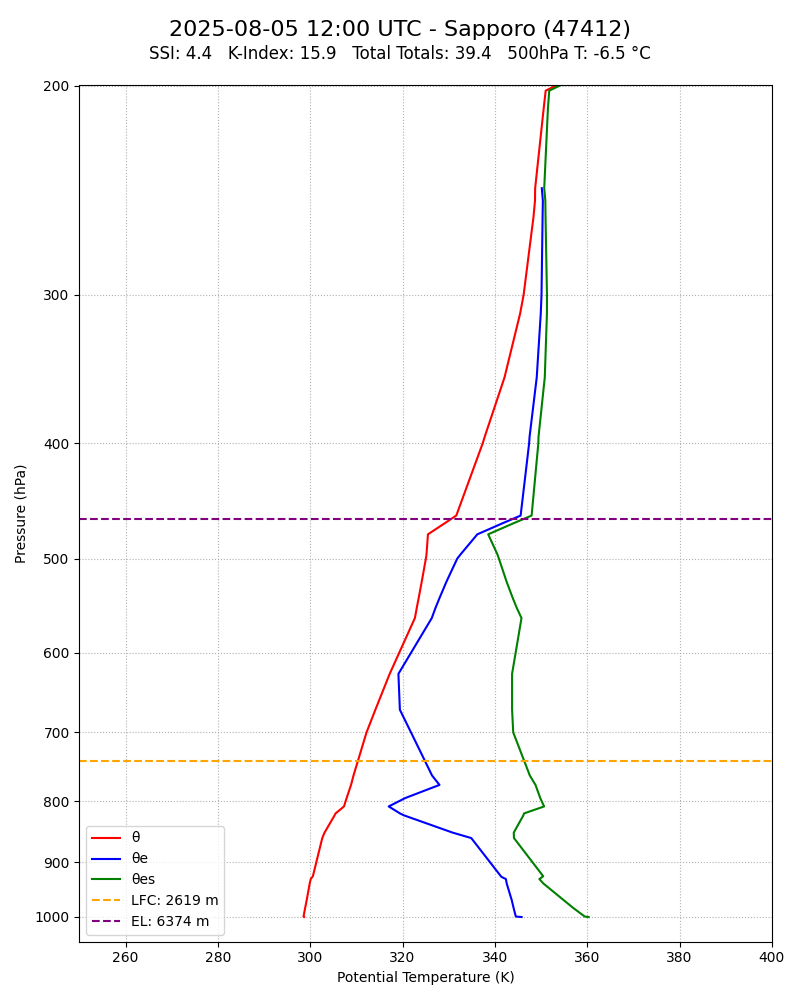 2025-08-05 12:00 UTC - Sapporo (47412)
SSI: 4.4   K-Index: 15.9   Total Totals: 39.4   500hPa T: -6.5 °C
200
300
400
500
600
700
800
900
1000
Pressure (hPa)
θ
θe
θes
LFC: 2619 m
EL: 6374 m
260 280 300 320 340 360 380 400
Potential Temperature (K)